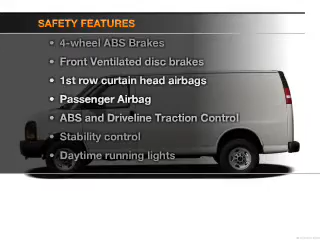 SAFETY FEATURES
• 4-wheel ABS Brakes
• Front Ventilated disc brakes
• 1st row curtain head airbags
• Passenger Airbag
• ABS and Driveline Traction Control
• Stability control
• Daytime running lights